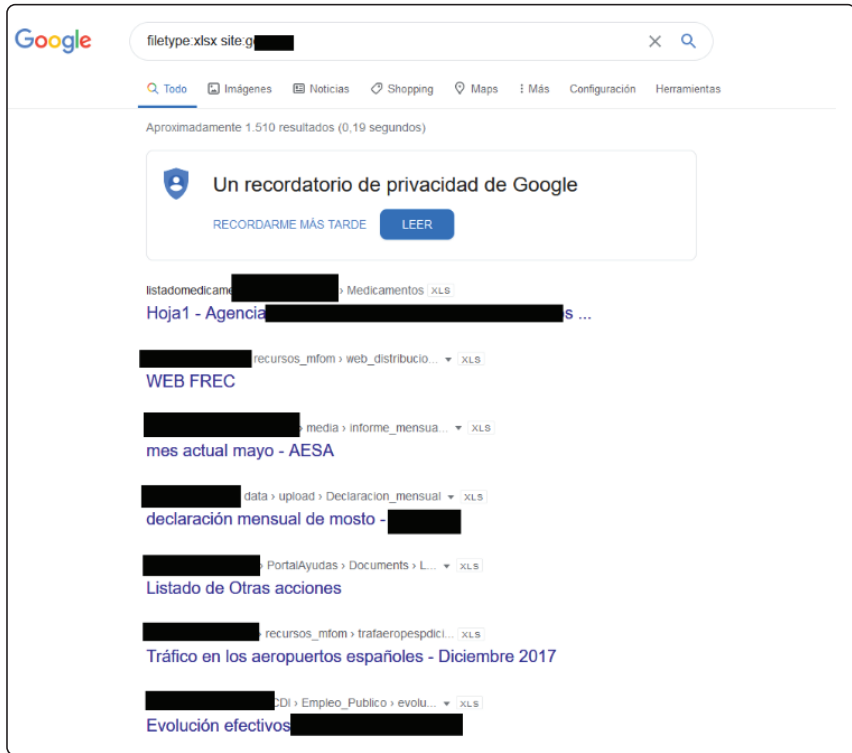 Google
filetype:xlsx site:g
Todo Imágenes Noticias Shopping Maps Más Configuración Herramientas
Aproximadamente 1.510 resultados (0,19 segundos)
Un recordatorio de privacidad de Google
RECORDARME MÁS TARDE LEER
listadomedicame › Medicamentos XLS
Hoja1 - Agencia s ...
recursos_mfom › web_distribucio... XLS
WEB FREC
› media › informe_mensua... XLS
mes actual mayo - AESA
data › upload › Declaracion_mensual XLS
declaración mensual de mosto -
› PortalAyudas › Documents › L... XLS
Listado de Otras acciones
› recursos_mfom › trafaeropespdici... XLS
Tráfico en los aeropuertos españoles - Diciembre 2017
CDI › Empleo_Publico › evolu... XLS
Evolución efectivos